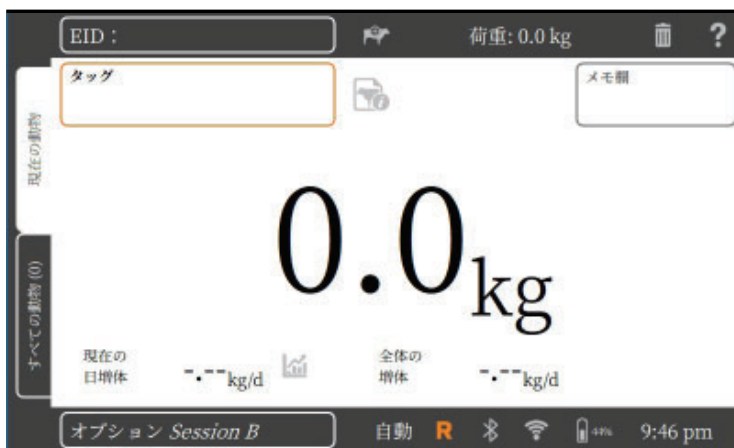 EID：
荷重: 0.0 kg
?
タッグ
メモ欄
現在の動物
0.0kg
すべての動物 (0)
現在の
日増体
-.--kg/d
全体の
増体
-.--kg/d
オプション Session B
自動
R
44%
9:46 pm